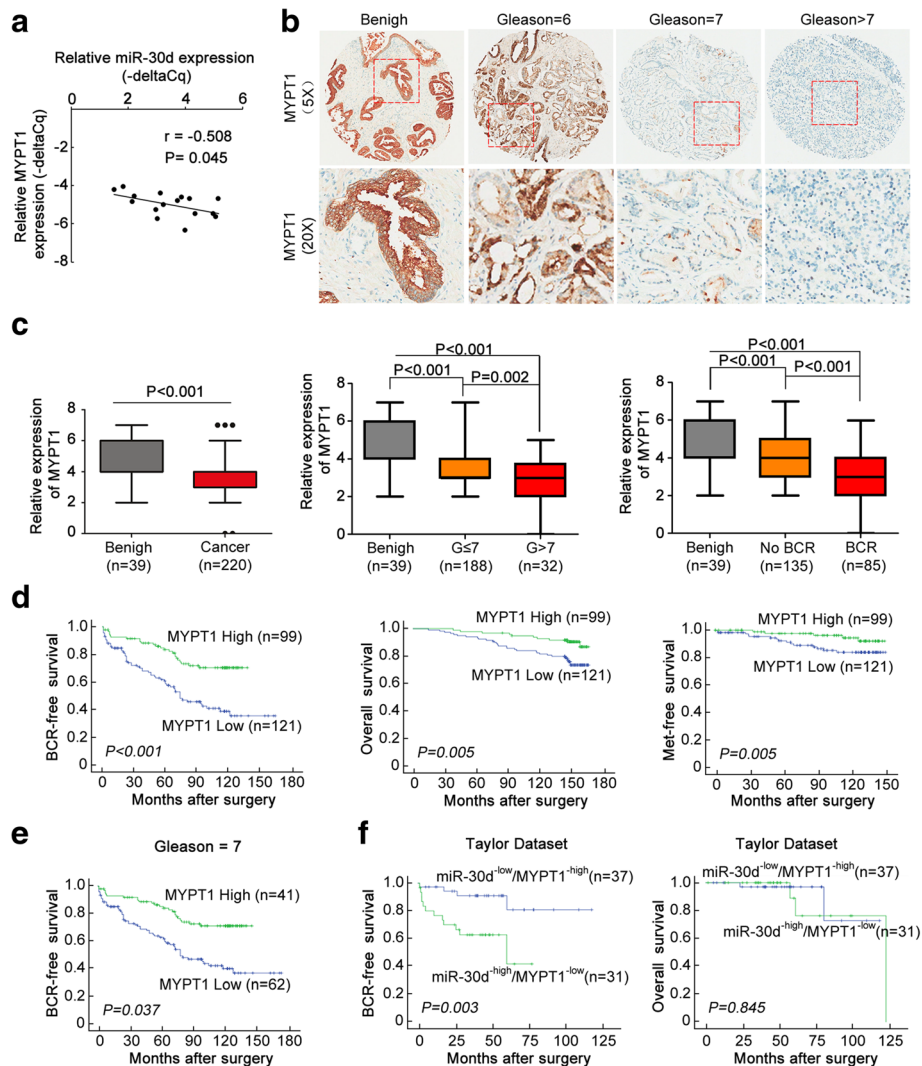 a
Relative miR-30d expression
(-deltaCq)
0 2 4 6
Relative MYPT1
expression (-deltaCq)
-4
-6
-8
r = -0.508
P= 0.045
b
Benigh Gleason=6 Gleason=7 Gleason>7
MYPT1
(5X)
MYPT1
(20X)
c
Relative expression
of MYPT1
8
6
4
2
0
P<0.001
Benigh Cancer
(n=39) (n=220)
Relative expression
of MYPT1
8
6
4
2
0
P<0.001
P<0.001 P=0.002
Benigh G≤7 G>7
(n=39) (n=188) (n=32)
Relative expression
of MYPT1
8
6
4
2
0
P<0.001
P<0.001 P<0.001
Benigh No BCR BCR
(n=39) (n=135) (n=85)
d
BCR-free survival
1.0
0.8
0.6
0.4
0.2
0
MYPT1 High (n=99)
MYPT1 Low (n=121)
P<0.001
0 30 60 90 120 150 180
Months after surgery
Overall survival
1.0
0.8
0.6
0.4
0.2
0
MYPT1 High (n=99)
MYPT1 Low (n=121)
P=0.005
0 30 60 90 120 150 180
Months after surgery
Met-free survival
1.0
0.8
0.6
0.4
0.2
0
MYPT1 High (n=99)
MYPT1 Low (n=121)
P=0.005
0 25 50 75 100 125 150
Months after surgery
e
Gleason = 7
BCR-free survival
1.0
0.8
0.6
0.4
0.2
0
MYPT1 High (n=41)
MYPT1 Low (n=62)
P=0.037
0 30 60 90 120 150 180
Months after surgery
f
Taylor Dataset
BCR-free survival
1.0
0.8
0.6
0.4
0.2
0
miR-30d-low/MYPT1-high(n=37)
miR-30d-high/MYPT1-low(n=31)
P=0.003
0 25 50 75 100 125
Months after surgery
Taylor Dataset
Overall survival
1.0
0.8
0.6
0.4
0.2
0
miR-30d-low/MYPT1-high(n=37)
miR-30d-high/MYPT1-low(n=31)
P=0.845
0 25 50 75 100 125
Months after surgery